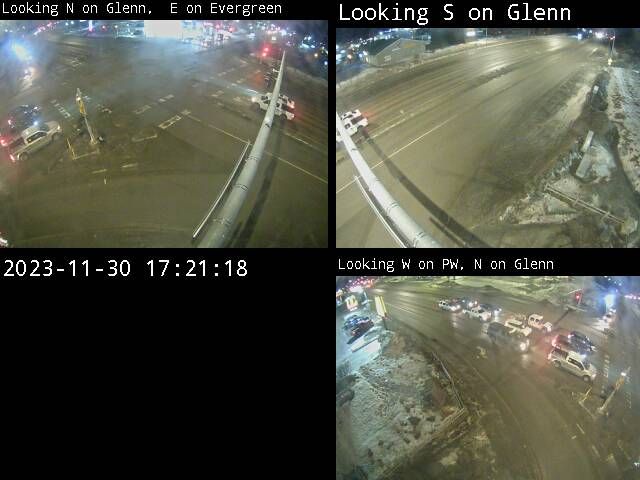 Looking N on Glenn,  E on Evergreen
Looking S on Glenn
2023-11-30 17:21:18
Looking W on PW, N on Glenn